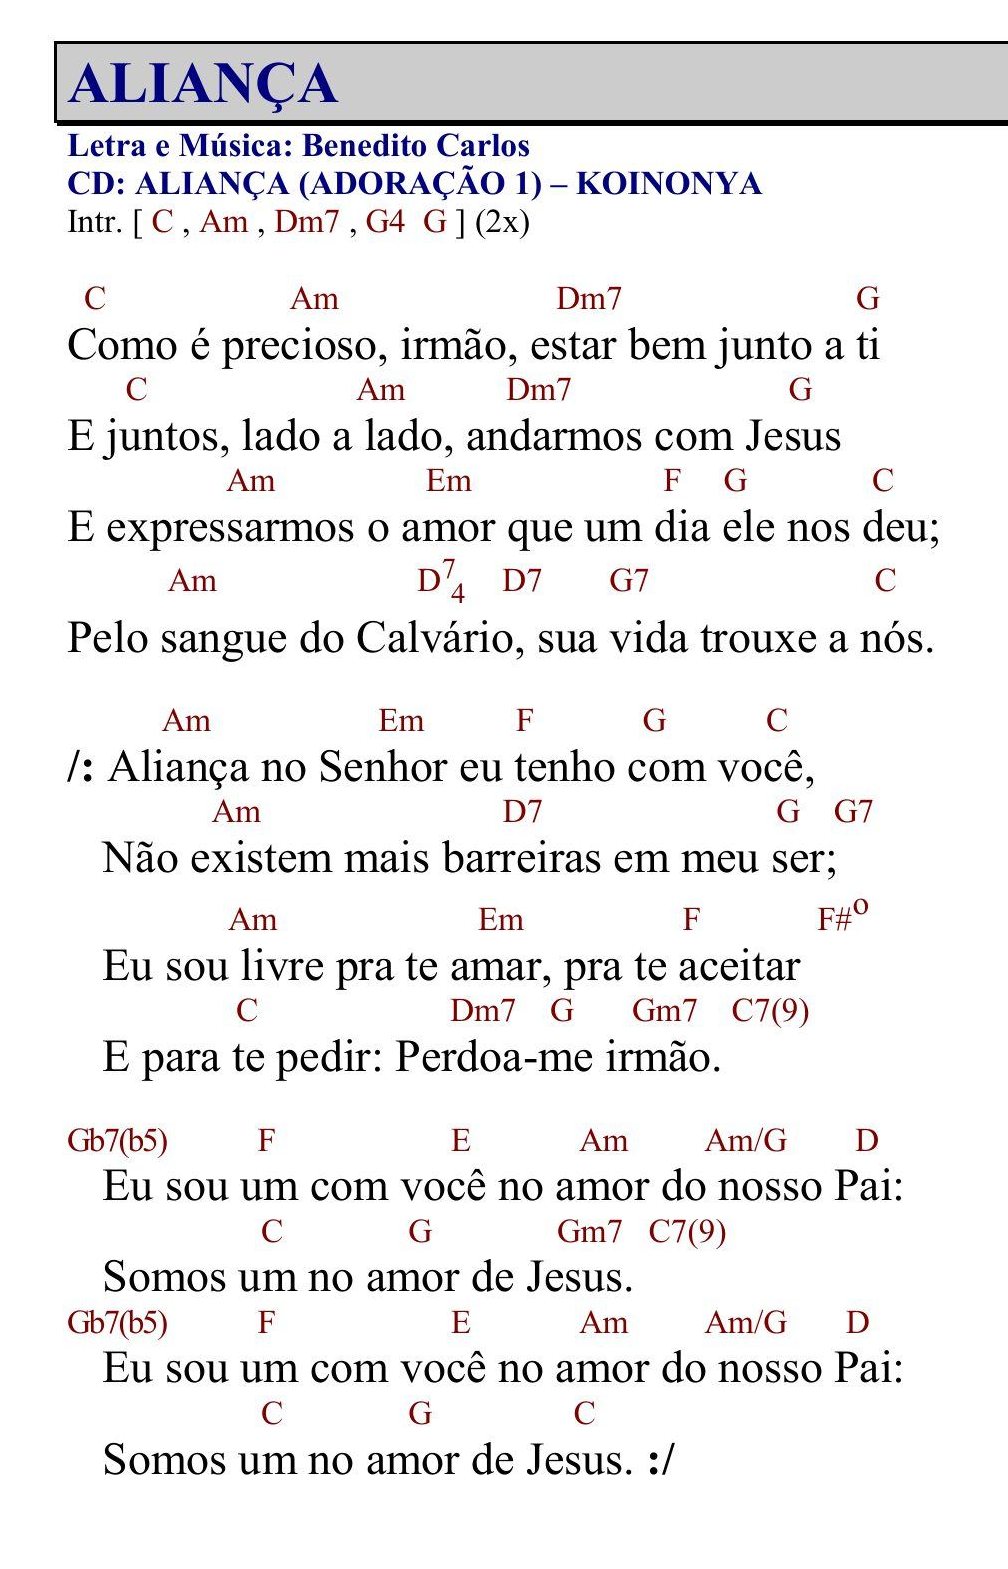 ALIANÇA
Letra e Música: Benedito Carlos
CD: ALIANÇA (ADORAÇÃO 1) – KOINONYA
Intr. [ C , Am , Dm7 , G4 G ] (2x)
C Am Dm7 G
Como é precioso, irmão, estar bem junto a ti
C Am Dm7 G
E juntos, lado a lado, andarmos com Jesus
Am Em F G C
E expressarmos o amor que um dia ele nos deu;
Am D7 4 D7 G7 C
Pelo sangue do Calvário, sua vida trouxe a nós.
Am Em F G C
/: Aliança no Senhor eu tenho com você,
Am D7 G G7
Não existem mais barreiras em meu ser;
Am Em F F#º
Eu sou livre pra te amar, pra te aceitar
C Dm7 G Gm7 C7(9)
E para te pedir: Perdoa-me irmão.
Gb7(b5) F E Am Am/G D
Eu sou um com você no amor do nosso Pai:
C G Gm7 C7(9)
Somos um no amor de Jesus.
Gb7(b5) F E Am Am/G D
Eu sou um com você no amor do nosso Pai:
C G C
Somos um no amor de Jesus. :/